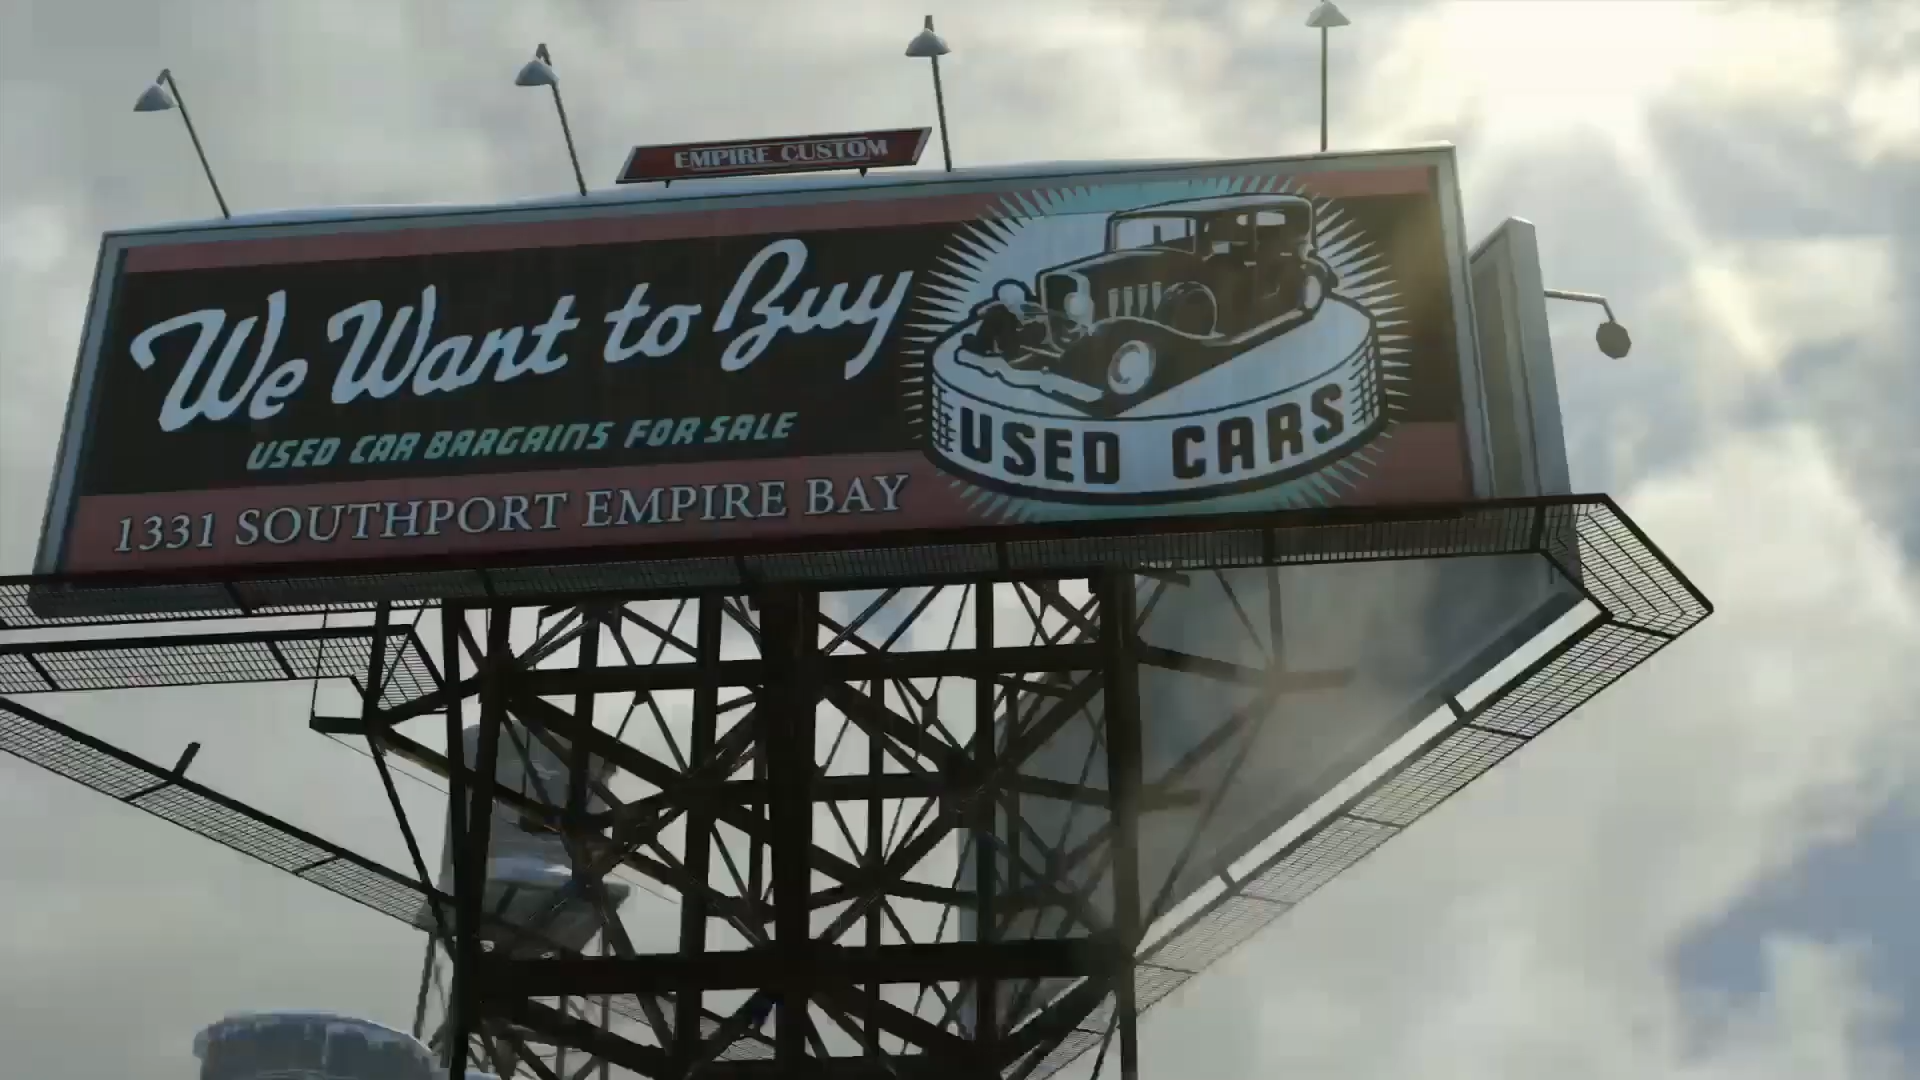 EMPIRE CUSTOM
We Want to Buy
USED CAR BARGAINS FOR SALE
1331 SOUTHPORT EMPIRE BAY
USED CARS